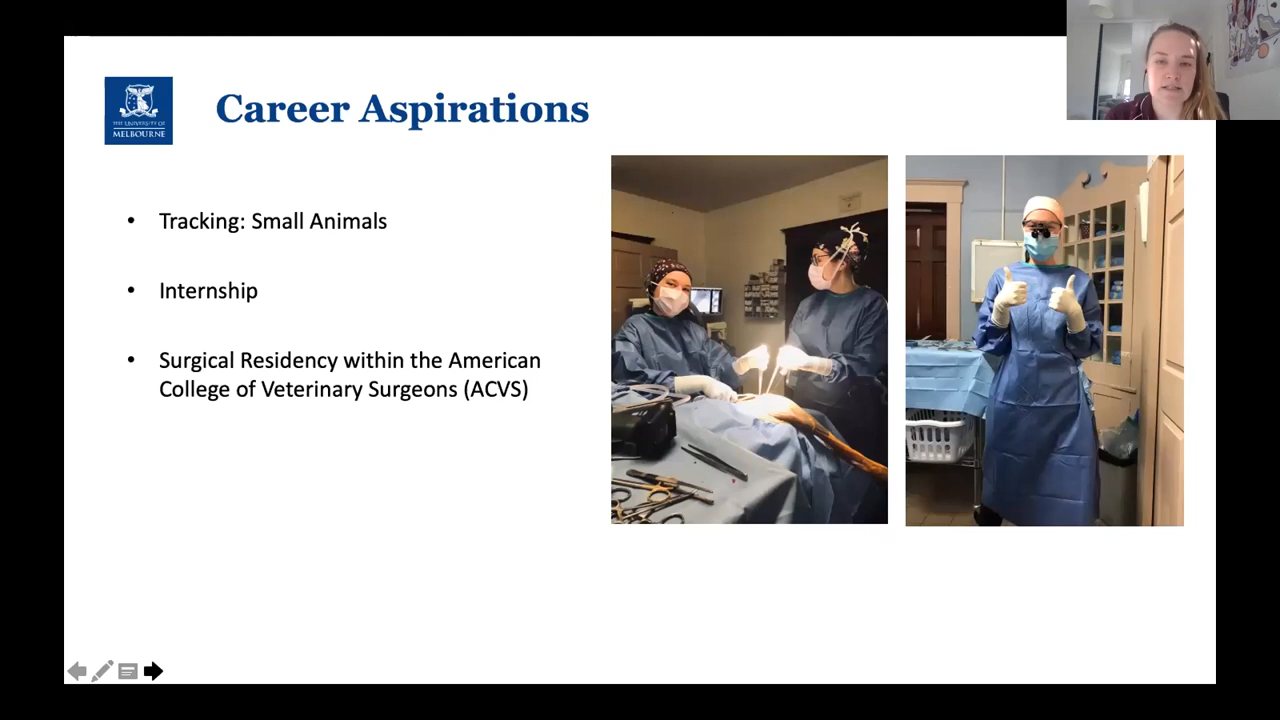 THE UNIVERSITY OF
MELBOURNE
Career Aspirations
• Tracking: Small Animals
• Internship
• Surgical Residency within the American
College of Veterinary Surgeons (ACVS)